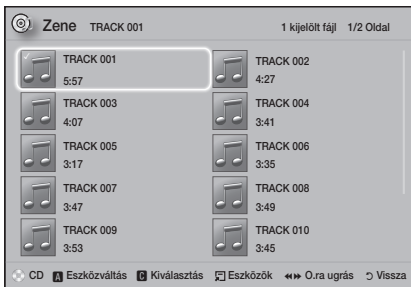 Zene TRACK 001 1 kijelölt fájl 1/2 Oldal
TRACK 001 TRACK 002
5:57 4:27
TRACK 003 TRACK 004
4:07 3:41
TRACK 005 TRACK 006
3:17 3:35
TRACK 007 TRACK 008
3:47 3:49
TRACK 009 TRACK 010
3:53 3:45
CD A Eszközváltás C Kiválasztás Eszközök O.ra ugrás Vissza